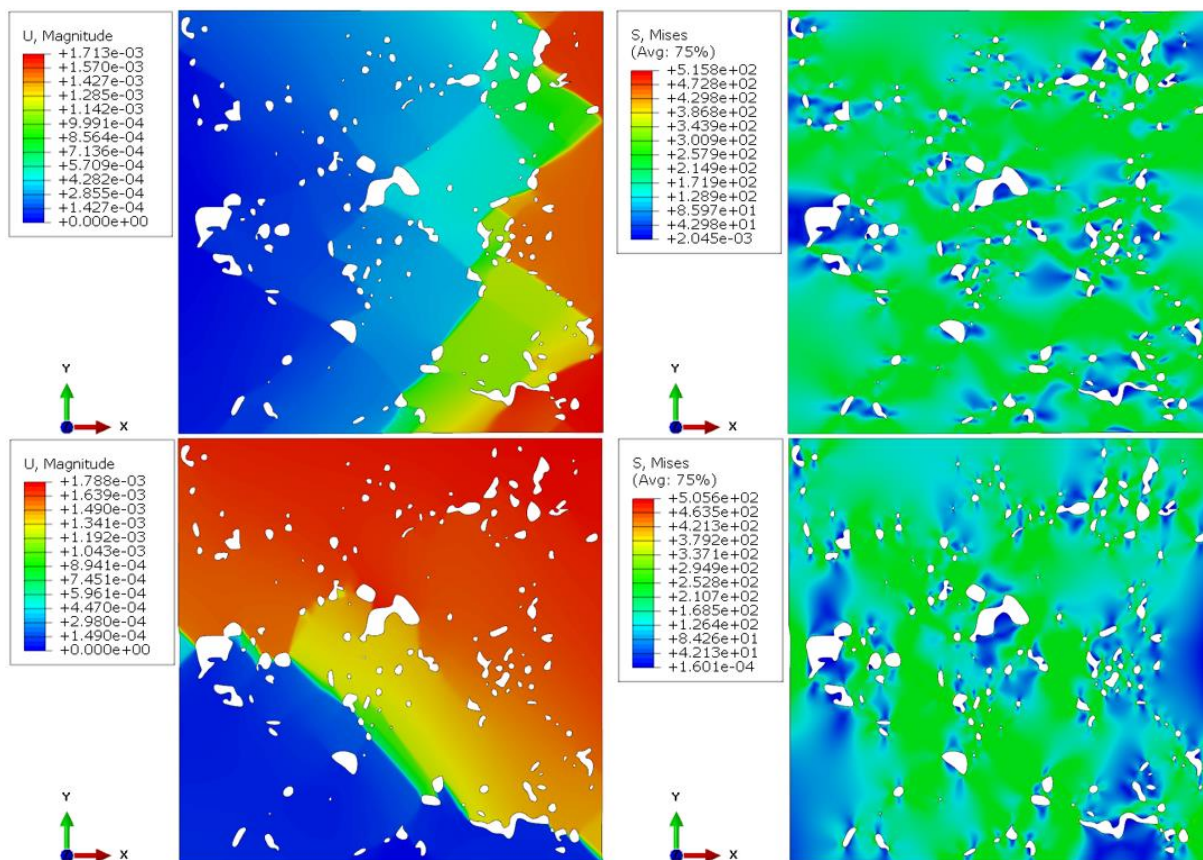 U, Magnitude
+1.713e-03
+1.570e-03
+1.427e-03
+1.285e-03
+1.142e-03
+9.991e-04
+8.564e-04
+7.136e-04
+5.709e-04
+4.282e-04
+2.855e-04
+1.427e-04
+0.000e+00
Y
X
S, Mises
(Avg: 75%)
+5.158e+02
+4.728e+02
+4.298e+02
+3.868e+02
+3.439e+02
+3.009e+02
+2.579e+02
+2.149e+02
+1.719e+02
+1.289e+02
+8.597e+01
+4.298e+01
+2.045e-03
Y
X
U, Magnitude
+1.788e-03
+1.639e-03
+1.490e-03
+1.341e-03
+1.192e-03
+1.043e-03
+8.941e-04
+7.451e-04
+5.961e-04
+4.470e-04
+2.980e-04
+1.490e-04
+0.000e+00
Y
X
S, Mises
(Avg: 75%)
+5.056e+02
+4.635e+02
+4.213e+02
+3.792e+02
+3.371e+02
+2.949e+02
+2.528e+02
+2.107e+02
+1.685e+02
+1.264e+02
+8.426e+01
+4.213e+01
+1.601e-04
Y
X